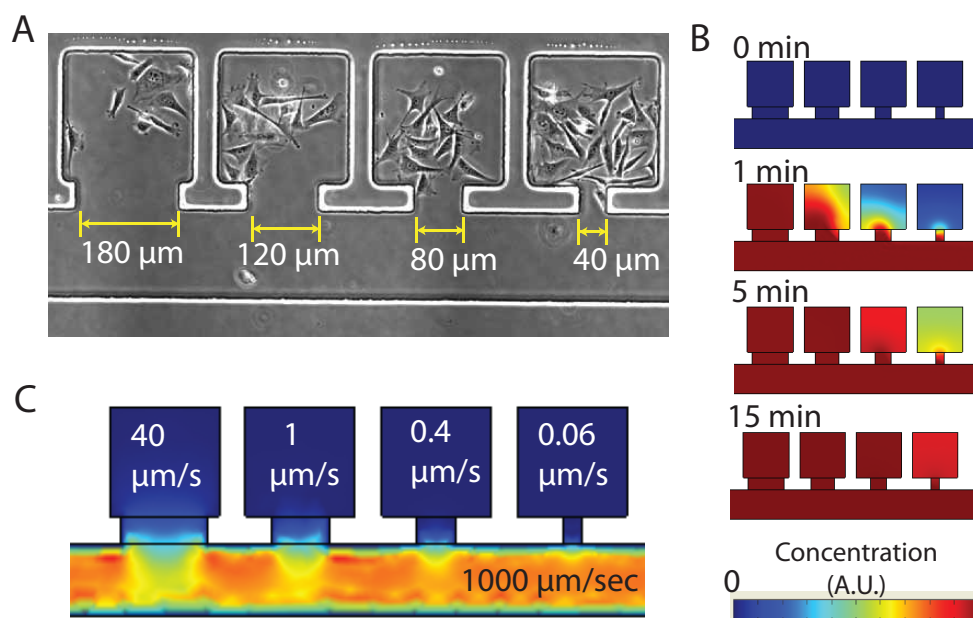 A
180 μm
120 μm
80 μm
40 μm
B
0 min
1 min
5 min
15 min
Concentration
(A.U.)
0
C
40
μm/s
1
μm/s
0.4
μm/s
0.06
μm/s
1000 μm/sec